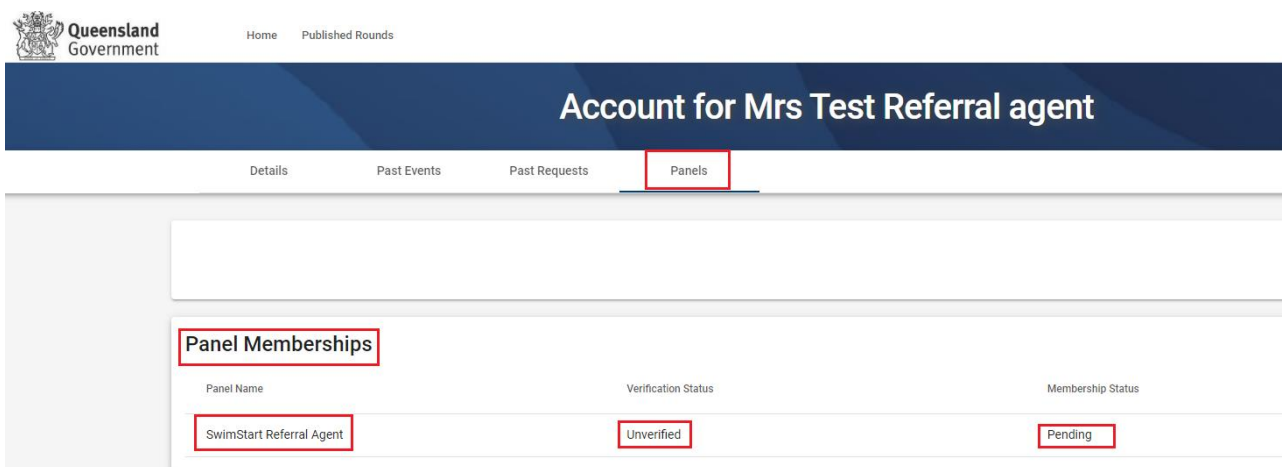 Queensland
Government
Home Published Rounds
Account for Mrs Test Referral agent
Details Past Events Past Requests Panels
Panel Memberships
Panel Name Verification Status Membership Status
SwimStart Referral Agent Unverified Pending